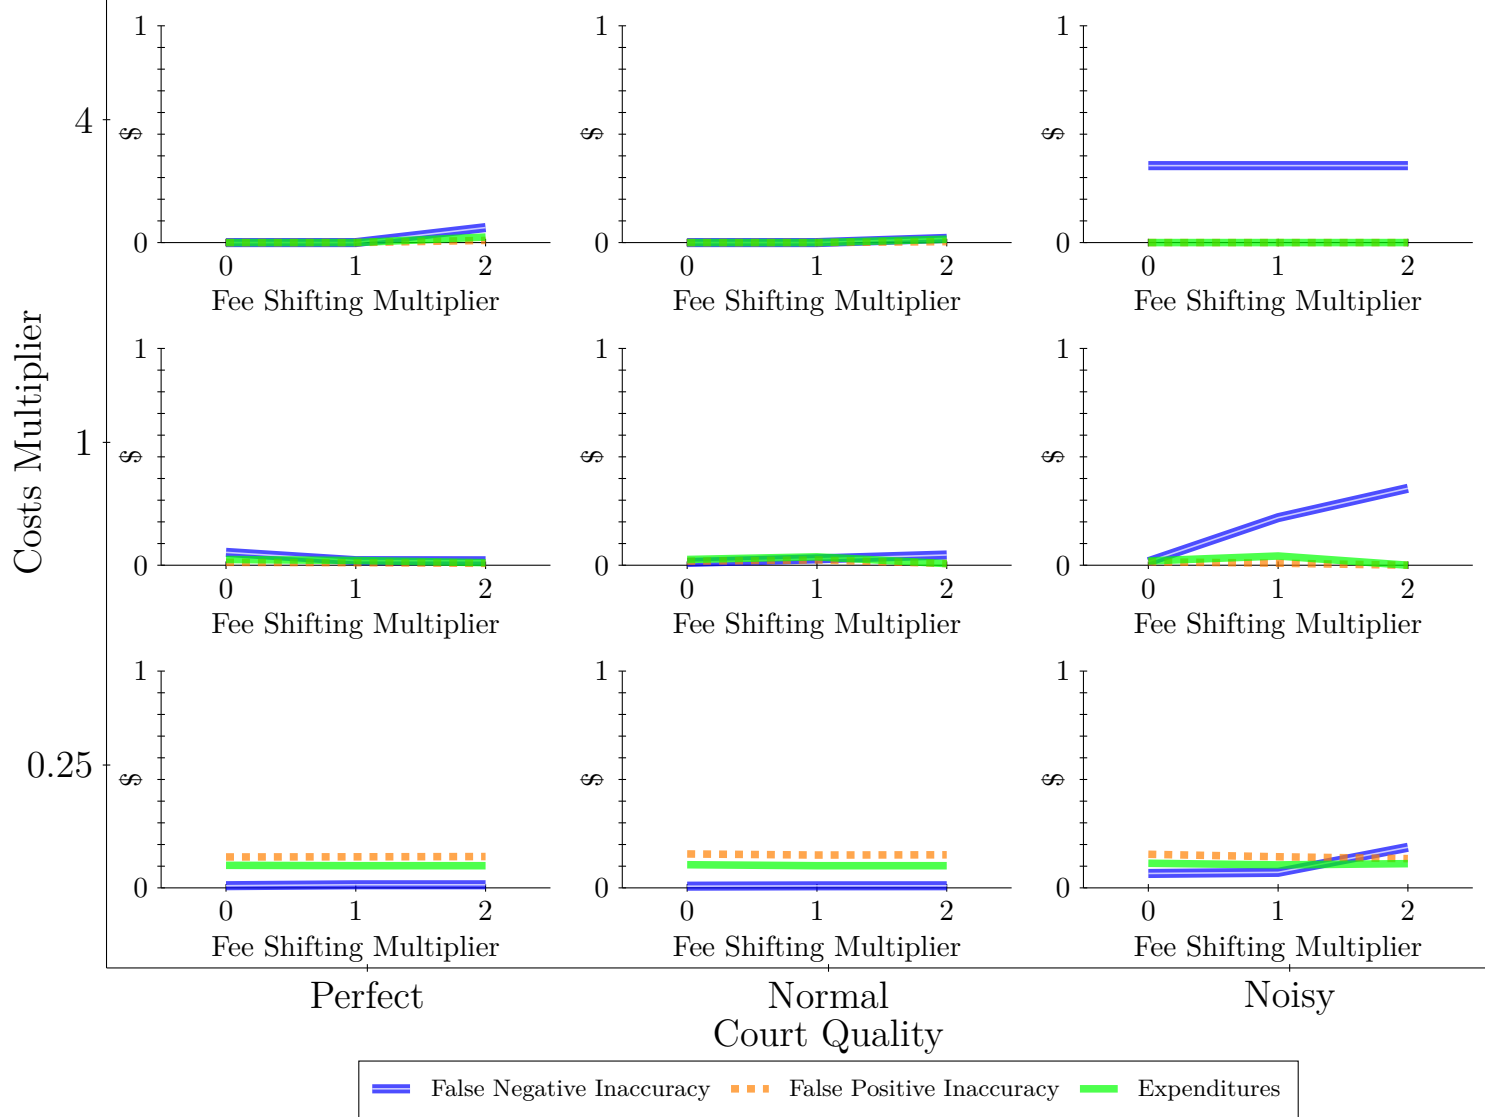 Costs Multiplier
4
1
$
0
0 1 2
Fee Shifting Multiplier
1
$
0
0 1 2
Fee Shifting Multiplier
1
$
0
0 1 2
Fee Shifting Multiplier
1
1
$
0
0 1 2
Fee Shifting Multiplier
1
$
0
0 1 2
Fee Shifting Multiplier
1
$
0
0 1 2
Fee Shifting Multiplier
0.25
1
$
0
0 1 2
Fee Shifting Multiplier
1
$
0
0 1 2
Fee Shifting Multiplier
1
$
0
0 1 2
Fee Shifting Multiplier
Perfect Normal Noisy
Court Quality
False Negative Inaccuracy False Positive Inaccuracy Expenditures